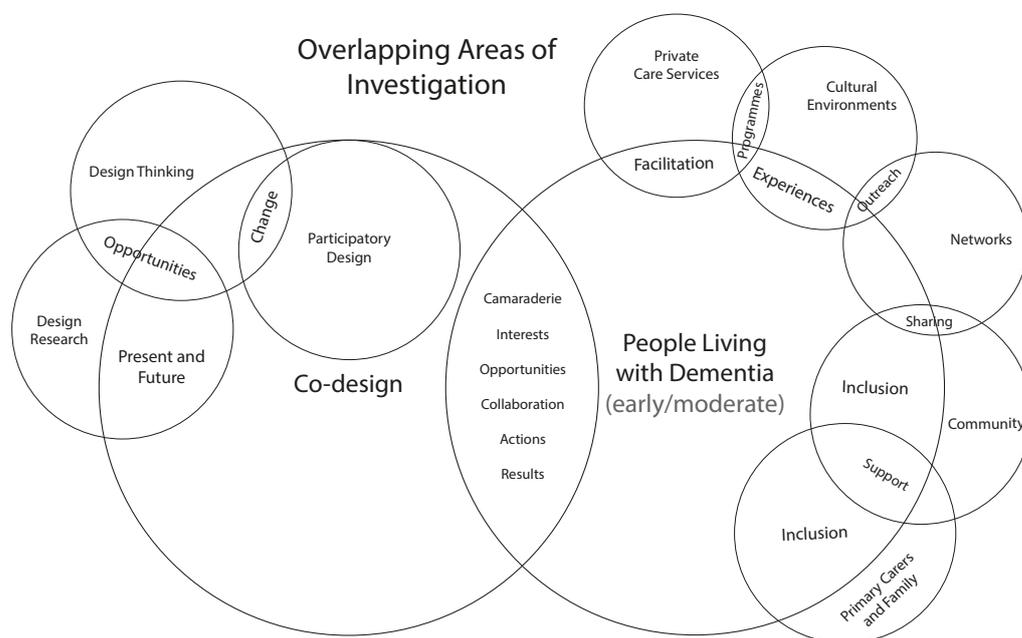 Overlapping Areas of
Investigation
Private
Care Services
Programmes
Cultural
Environments
Facilitation
Experiences
Outreach
Networks
Sharing
Design Thinking
Change
Opportunities
Participatory
Design
Design
Research
Present and
Future
Co-design
Camaraderie
Interests
Opportunities
Collaboration
Actions
Results
People Living
with Dementia
(early/moderate)
Inclusion
Community
Support
Inclusion
Primary Carers
and Family